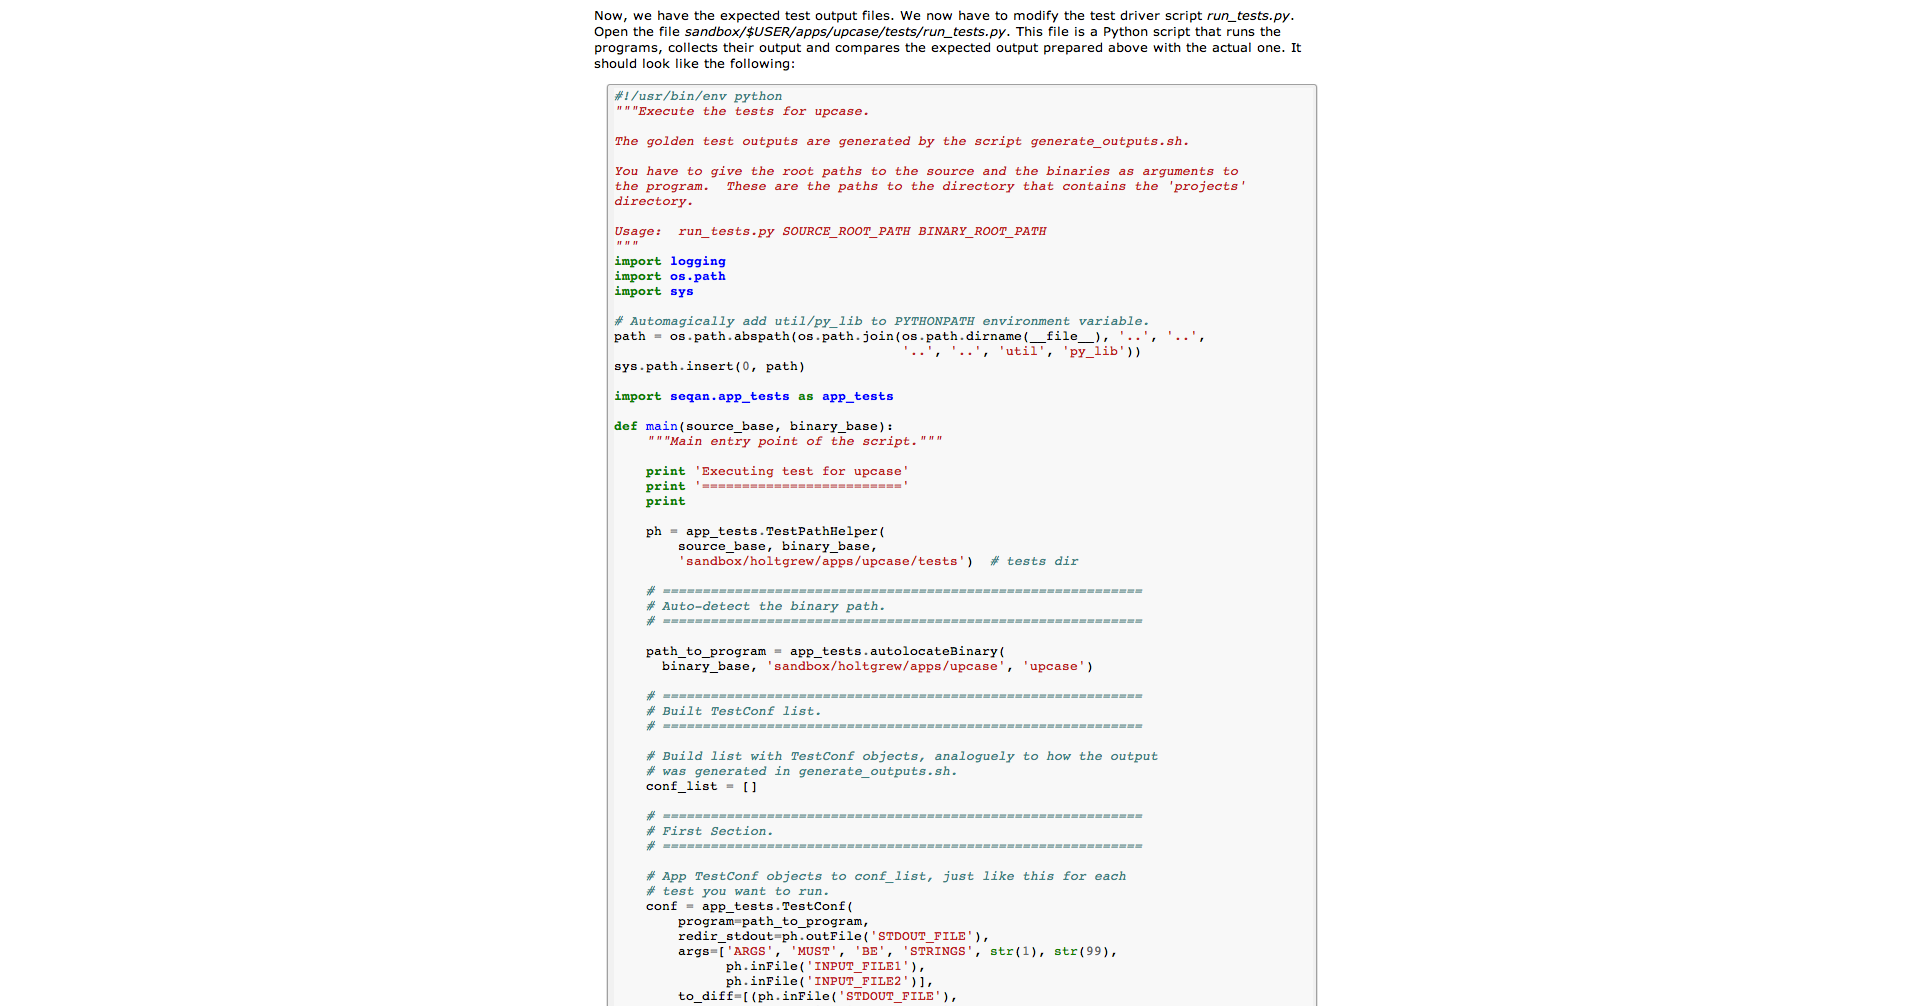 Now, we have the expected test output files. We now have to modify the test driver script run_tests.py.
Open the file sandbox/$USER/apps/upcase/tests/run_tests.py. This file is a Python script that runs the
programs, collects their output and compares the expected output prepared above with the actual one. It
should look like the following:
#!/usr/bin/env python
"""Execute the tests for upcase.
The golden test outputs are generated by the script generate_outputs.sh.
You have to give the root paths to the source and the binaries as arguments to
the program.  These are the paths to the directory that contains the 'projects'
directory.
Usage:  run_tests.py SOURCE_ROOT_PATH BINARY_ROOT_PATH
"""
import logging
import os.path
import sys
# Automagically add util/py_lib to PYTHONPATH environment variable.
path = os.path.abspath(os.path.join(os.path.dirname(__file__), '..', '..',
                                    '..', '..', 'util', 'py_lib'))
sys.path.insert(0, path)
import seqan.app_tests as app_tests
def main(source_base, binary_base):
    """Main entry point of the script."""
    print 'Executing test for upcase'
    print '========================='
    print
    ph = app_tests.TestPathHelper(
        source_base, binary_base,
        'sandbox/holtgrew/apps/upcase/tests')  # tests dir
    # ============================================================
    # Auto-detect the binary path.
    # ============================================================
    path_to_program = app_tests.autolocateBinary(
      binary_base, 'sandbox/holtgrew/apps/upcase', 'upcase')
    # ============================================================
    # Built TestConf list.
    # ============================================================
    # Build list with TestConf objects, analoguely to how the output
    # was generated in generate_outputs.sh.
    conf_list = []
    # ============================================================
    # First Section.
    # ============================================================
    # App TestConf objects to conf_list, just like this for each
    # test you want to run.
    conf = app_tests.TestConf(
        program=path_to_program,
        redir_stdout=ph.outFile('STDOUT_FILE'),
        args=['ARGS', 'MUST', 'BE', 'STRINGS', str(1), str(99),
              ph.inFile('INPUT_FILE1'),
              ph.inFile('INPUT_FILE2')],
        to_diff=[(ph.inFile('STDOUT_FILE'),